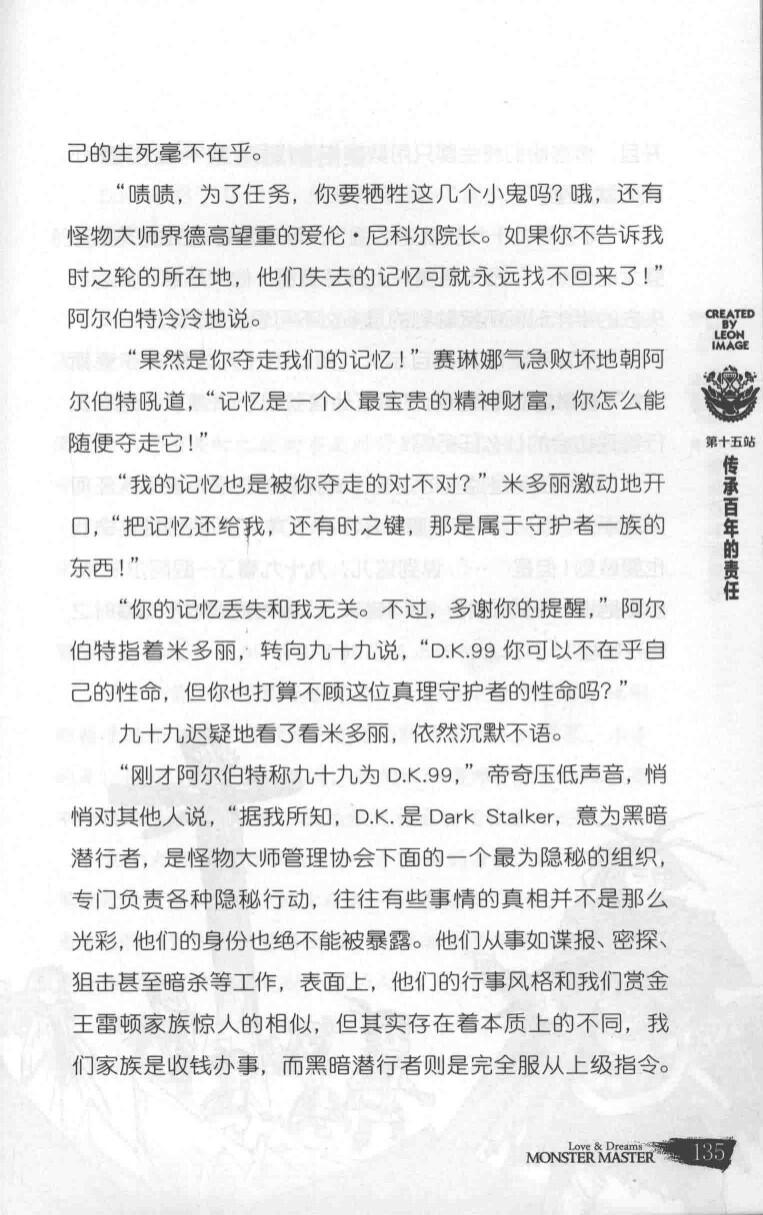 己的生死毫不在乎。
“啧啧，为了任务，你要牺牲这几个小鬼吗？哦，还有
怪物大师界德高望重的爱伦·尼科尔院长。如果你不告诉我
时之轮的所在地，他们失去的记忆可就永远找不回来了！”
阿尔伯特冷冷地说。
“果然是你夺走我们的记忆！”赛琳娜气急败坏地朝阿
尔伯特吼道，“记忆是一个人最宝贵的精神财富，你怎么能
随便夺走它！”
“我的记忆也是被你夺走的对不对？”米多丽激动地开
口，“把记忆还给我，还有时之键，那是属于守护者一族的
东西！”
“你的记忆丢失和我无关。不过，多谢你的提醒，”阿尔
伯特指着米多丽，转向九十九说，“D.K.99你可以不在乎自
己的性命，但你也打算不顾这位真理守护者的性命吗？”
九十九迟疑地看了看米多丽，依然沉默不语。
“刚才阿尔伯特称九十九为D.K.99，”帝奇压低声音，悄
悄对其他人说，“据我所知，D.K.是Dark Stalker，意为黑暗
潜行者，是怪物大师管理协会下面的一个最为隐秘的组织，
专门负责各种隐秘行动，往往有些事情的真相并不是那么
光彩，他们的身份也绝不能被暴露。他们从事如谍报、密探、
狙击甚至暗杀等工作，表面上，他们的行事风格和我们赏金
王雷顿家族惊人的相似，但其实存在着本质上的不同，我
们家族是收钱办事，而黑暗潜行者则是完全服从上级指令。
CREATED
BY
LEON
IMAGE
第十五站
传承百年的责任
Love & Dreams
MONSTER MASTER
135